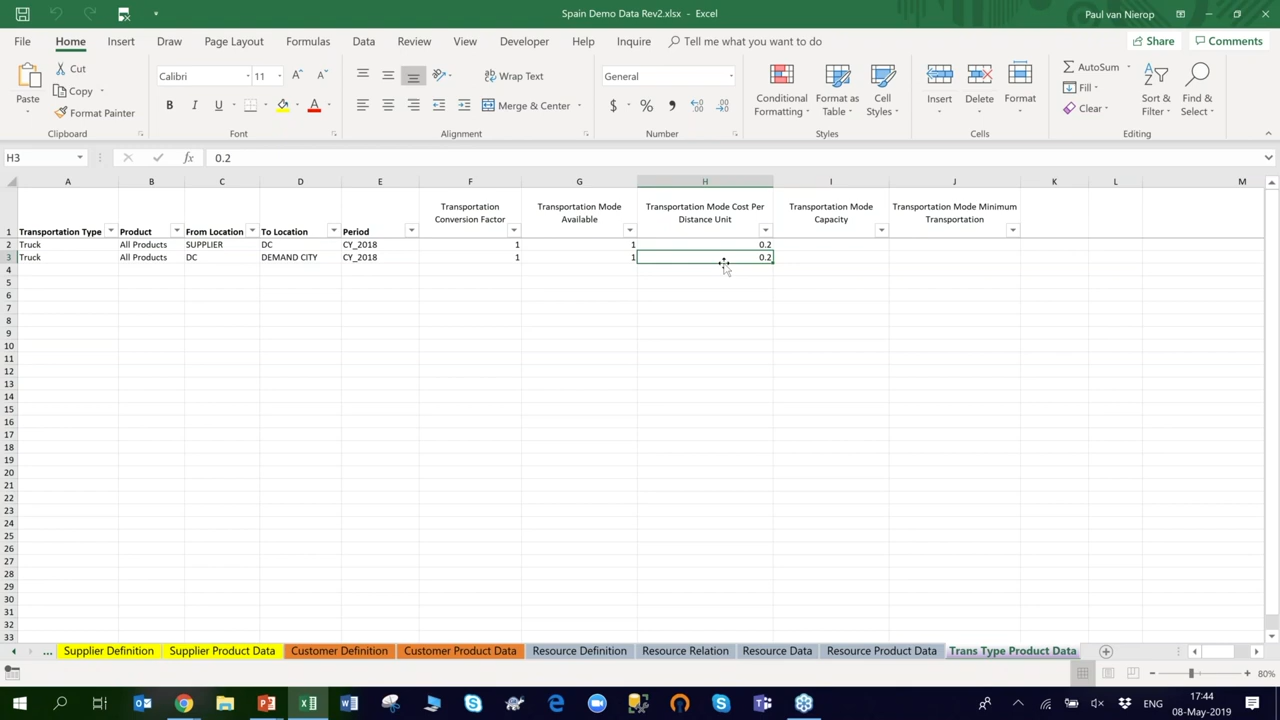 Spain Demo Data Rev2.xlsx - Excel
Paul van Nierop
File Home Insert Draw Page Layout Formulas Data Review View Developer Help Inquire Tell me what you want to do Share Comments
Cut Calibri 11 Wrap Text General AutoSum
Copy Fill
Paste Format Painter Merge & Center Conditional Formatting Format as Table Cell Styles Insert Delete Format Clear Sort & Filter Find & Select
Clipboard Font Alignment Number Styles Cells Editing
H3 fx 0.2
A B C D E F G H I J K L M
1 Transportation Type Product From Location To Location Period Transportation Conversion Factor Transportation Mode Available Transportation Mode Cost Per Distance Unit Transportation Mode Capacity Transportation Mode Minimum Transportation
2 Truck All Products SUPPLIER DC CY_2018 1 1 0.2
3 Truck All Products DC DEMAND CITY CY_2018 1 1 0.2
4
5
6
7
8
9
10
11
12
13
14
15
16
17
18
19
20
21
22
23
24
25
26
27
28
29
30
31
32
33
... Supplier Definition Supplier Product Data Customer Definition Customer Product Data Resource Definition Resource Relation Resource Data Resource Product Data Trans Type Product Data
80%
ENG 17:44
08-May-2019